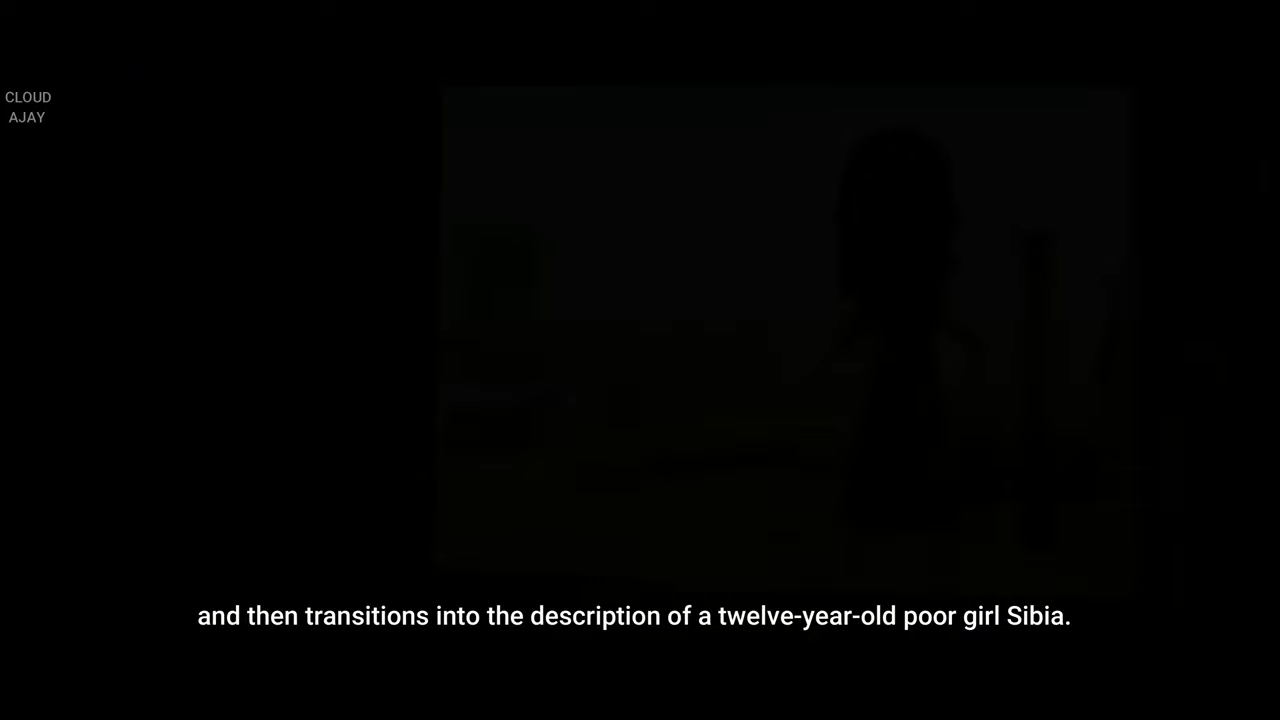 CLOUD
AJAY
and then transitions into the description of a twelve-year-old poor girl Sibia.